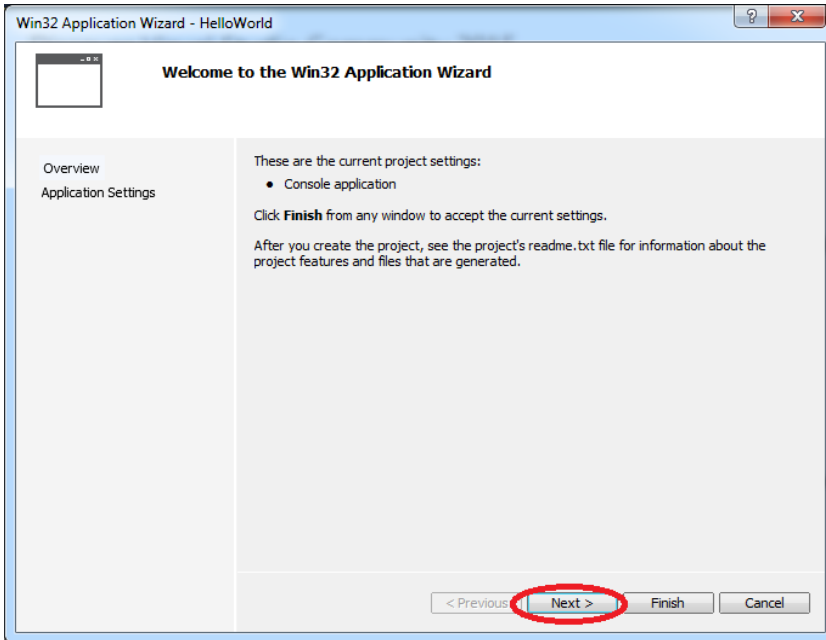 Win32 Application Wizard - HelloWorld
?
Welcome to the Win32 Application Wizard
Overview
Application Settings
These are the current project settings:
• Console application
Click Finish from any window to accept the current settings.
After you create the project, see the project's readme.txt file for information about the
project features and files that are generated.
< Previous
Next >
Finish
Cancel